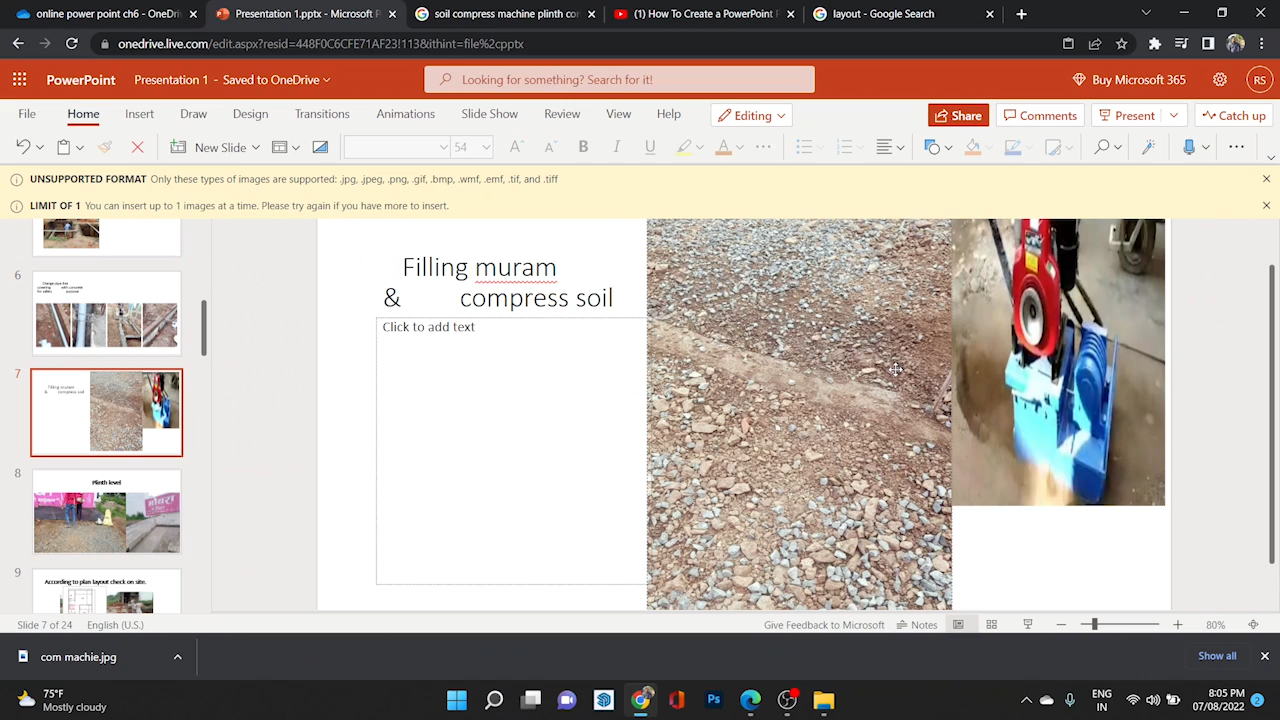 online powerpoint ch6 - OneDriv
Presentation 1.pptx - Microsoft P
soil compress machine plinth co
(1) How To Create a PowerPoint P
layout - Google Search
onedrive.live.com/edit.aspx?resid=448F0C6CFE71AF23!113&ithint=file%2cpptx
PowerPoint
Presentation 1 - Saved to OneDrive
Looking for something? Search for it!
Buy Microsoft 365
RS
File Home Insert Draw Design Transitions Animations Slide Show Review View Help
Editing
Share
Comments
Present
Catch up
New Slide
54
UNSUPPORTED FORMAT Only these types of images are supported: .jpg, .jpeg, .png, .gif, .bmp, .wmf, .emf, .tif, and .tiff
LIMIT OF 1 You can insert up to 1 images at a time. Please try again if you have more to insert.
6
7
Filling muram
& compress soil
8
Plinth level
9
According to plan layout check on site.
Filling muram
& compress soil
Click to add text
Slide 7 of 24
English (U.S.)
Give Feedback to Microsoft
Notes
80%
com machie.jpg
Show all
75°F
Mostly cloudy
Ps
ENG
IN
8:05 PM
07/08/2022
2